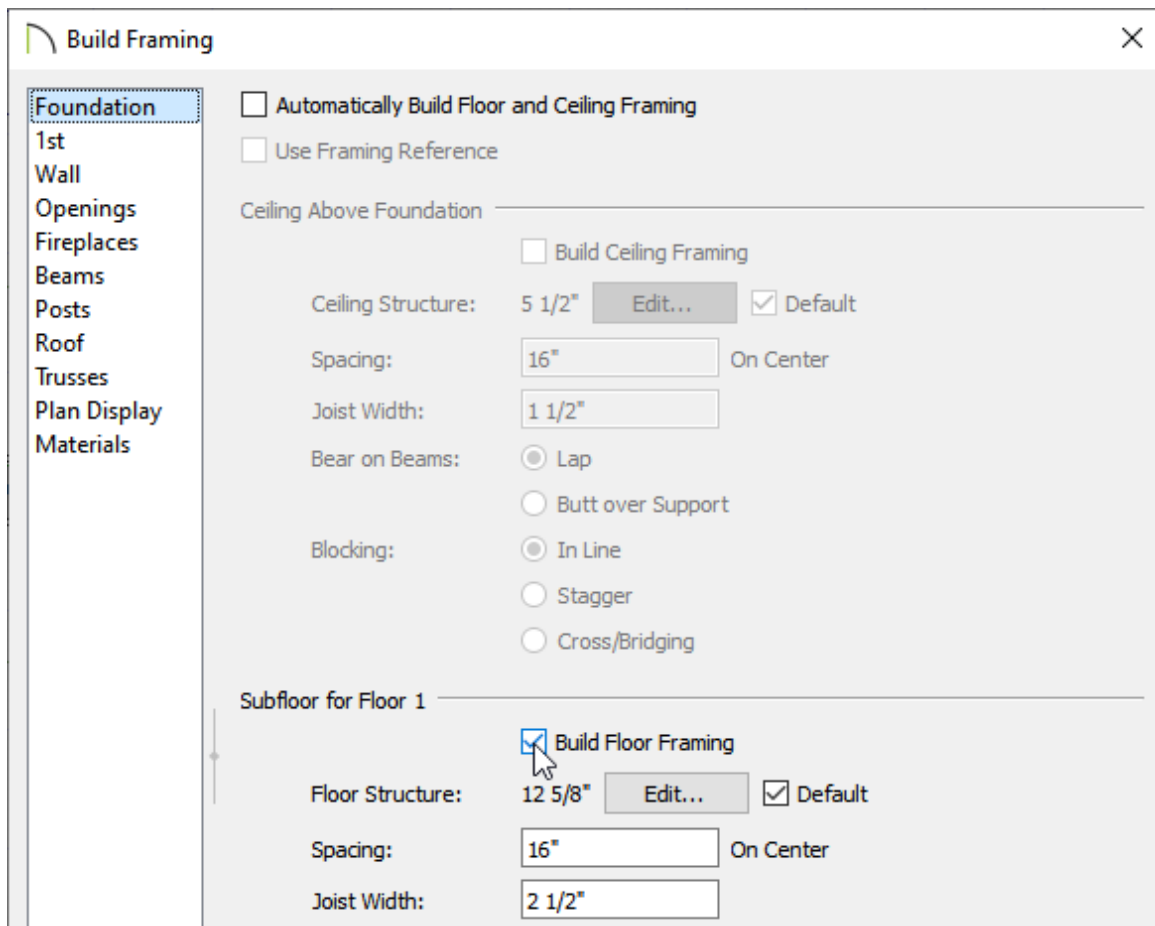 Build Framing
Foundation
1st
Wall
Openings
Fireplaces
Beams
Posts
Roof
Trusses
Plan Display
Materials
Automatically Build Floor and Ceiling Framing
Use Framing Reference
Ceiling Above Foundation
Build Ceiling Framing
Ceiling Structure: 5 1/2" Edit... Default
Spacing: 16" On Center
Joist Width: 1 1/2"
Bear on Beams: Lap
Butt over Support
Blocking: In Line
Stagger
Cross/Bridging
Subfloor for Floor 1
Build Floor Framing
Floor Structure: 12 5/8" Edit... Default
Spacing: 16" On Center
Joist Width: 2 1/2"